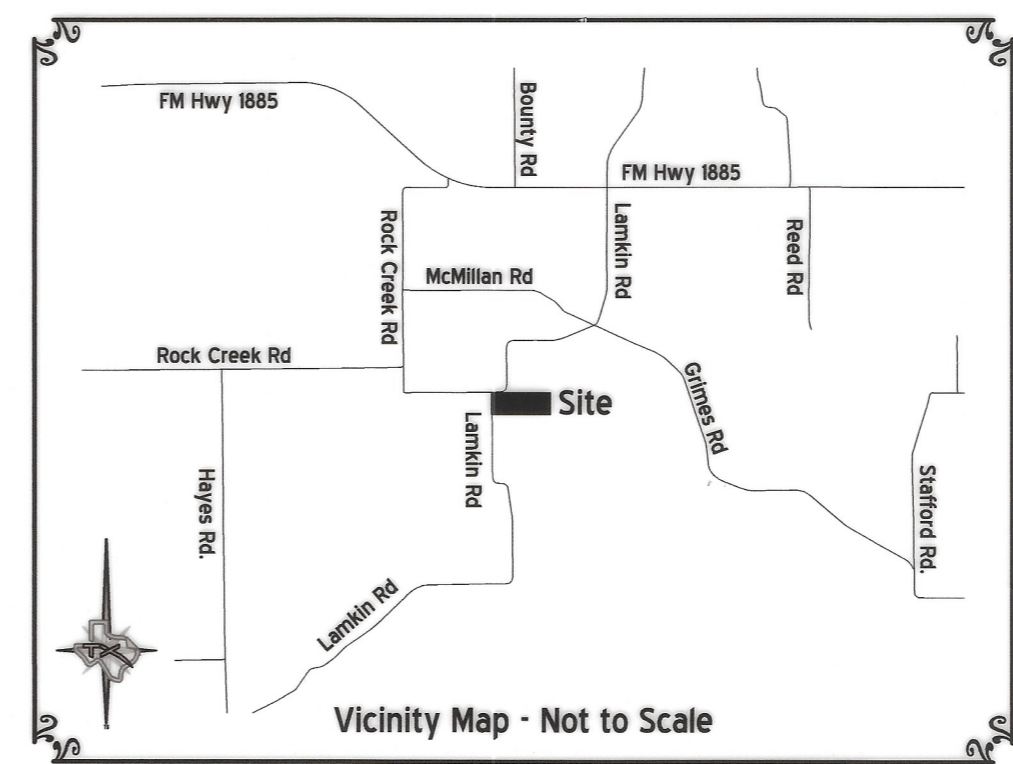 FM Hwy 1885
Bounty Rd
FM Hwy 1885
Rock Creek Rd
Lamkin Rd
Reed Rd
McMillan Rd
Rock Creek Rd
Grimes Rd
Site
Lamkin Rd
Hayes Rd.
Stafford Rd.
Lamkin Rd
TX
Vicinity Map - Not to Scale